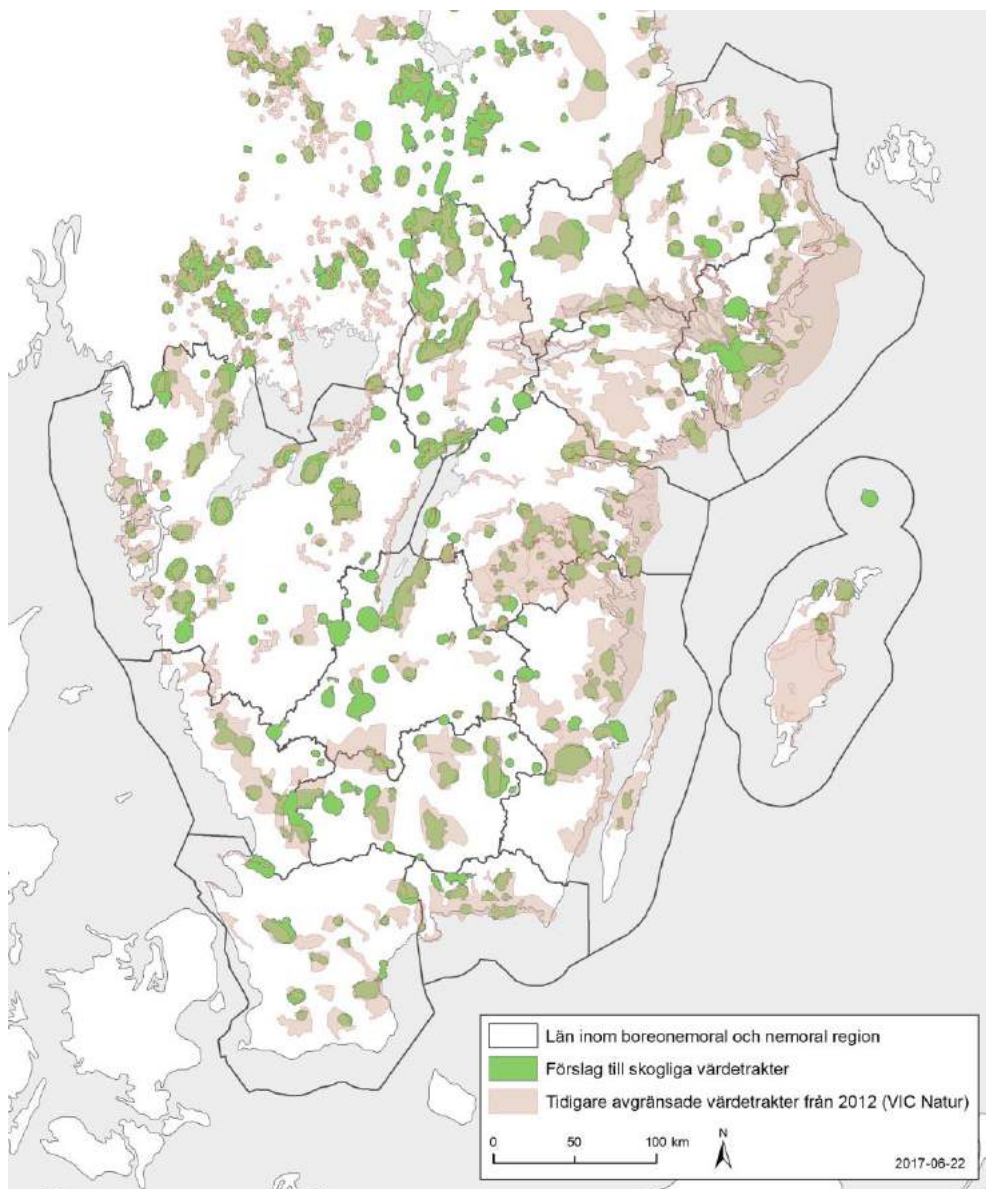 Län inom boreonemoral och nemoral region
Förslag till skogliga värdetrakter
Tidigare avgränsade värdetrakter från 2012 (VIC Natur)
0 50 100 km
N
2017-06-22